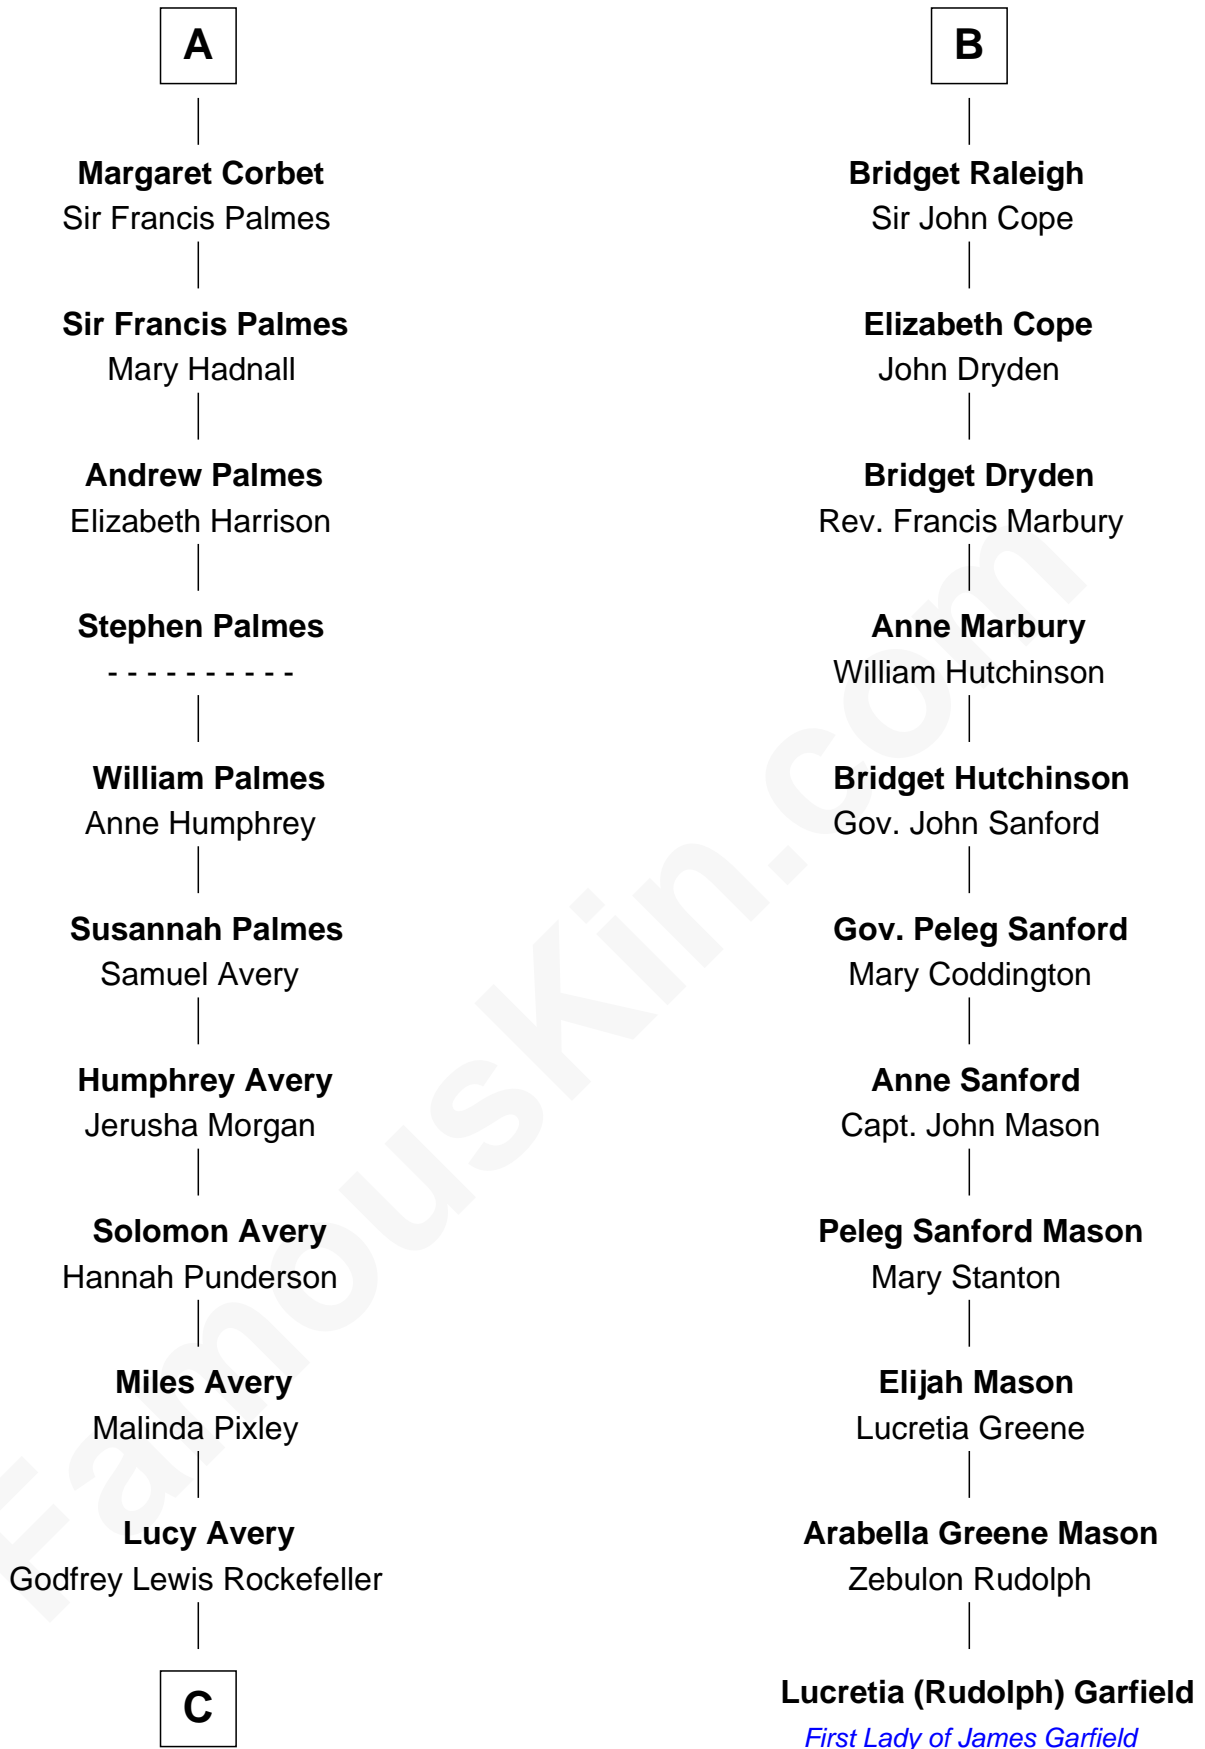 A
Margaret Corbet
Sir Francis Palmes
Sir Francis Palmes
Mary Hadnall
Andrew Palmes
Elizabeth Harrison
Stephen Palmes
- - - - - - - - - -
William Palmes
Anne Humphrey
Susannah Palmes
Samuel Avery
Humphrey Avery
Jerusha Morgan
Solomon Avery
Hannah Punderson
Miles Avery
Malinda Pixley
Lucy Avery
Godfrey Lewis Rockefeller
C
B
Bridget Raleigh
Sir John Cope
Elizabeth Cope
John Dryden
Bridget Dryden
Rev. Francis Marbury
Anne Marbury
William Hutchinson
Bridget Hutchinson
Gov. John Sanford
Gov. Peleg Sanford
Mary Coddington
Anne Sanford
Capt. John Mason
Peleg Sanford Mason
Mary Stanton
Elijah Mason
Lucretia Greene
Arabella Greene Mason
Zebulon Rudolph
Lucretia (Rudolph) Garfield
First Lady of James Garfield
FamousKin.com